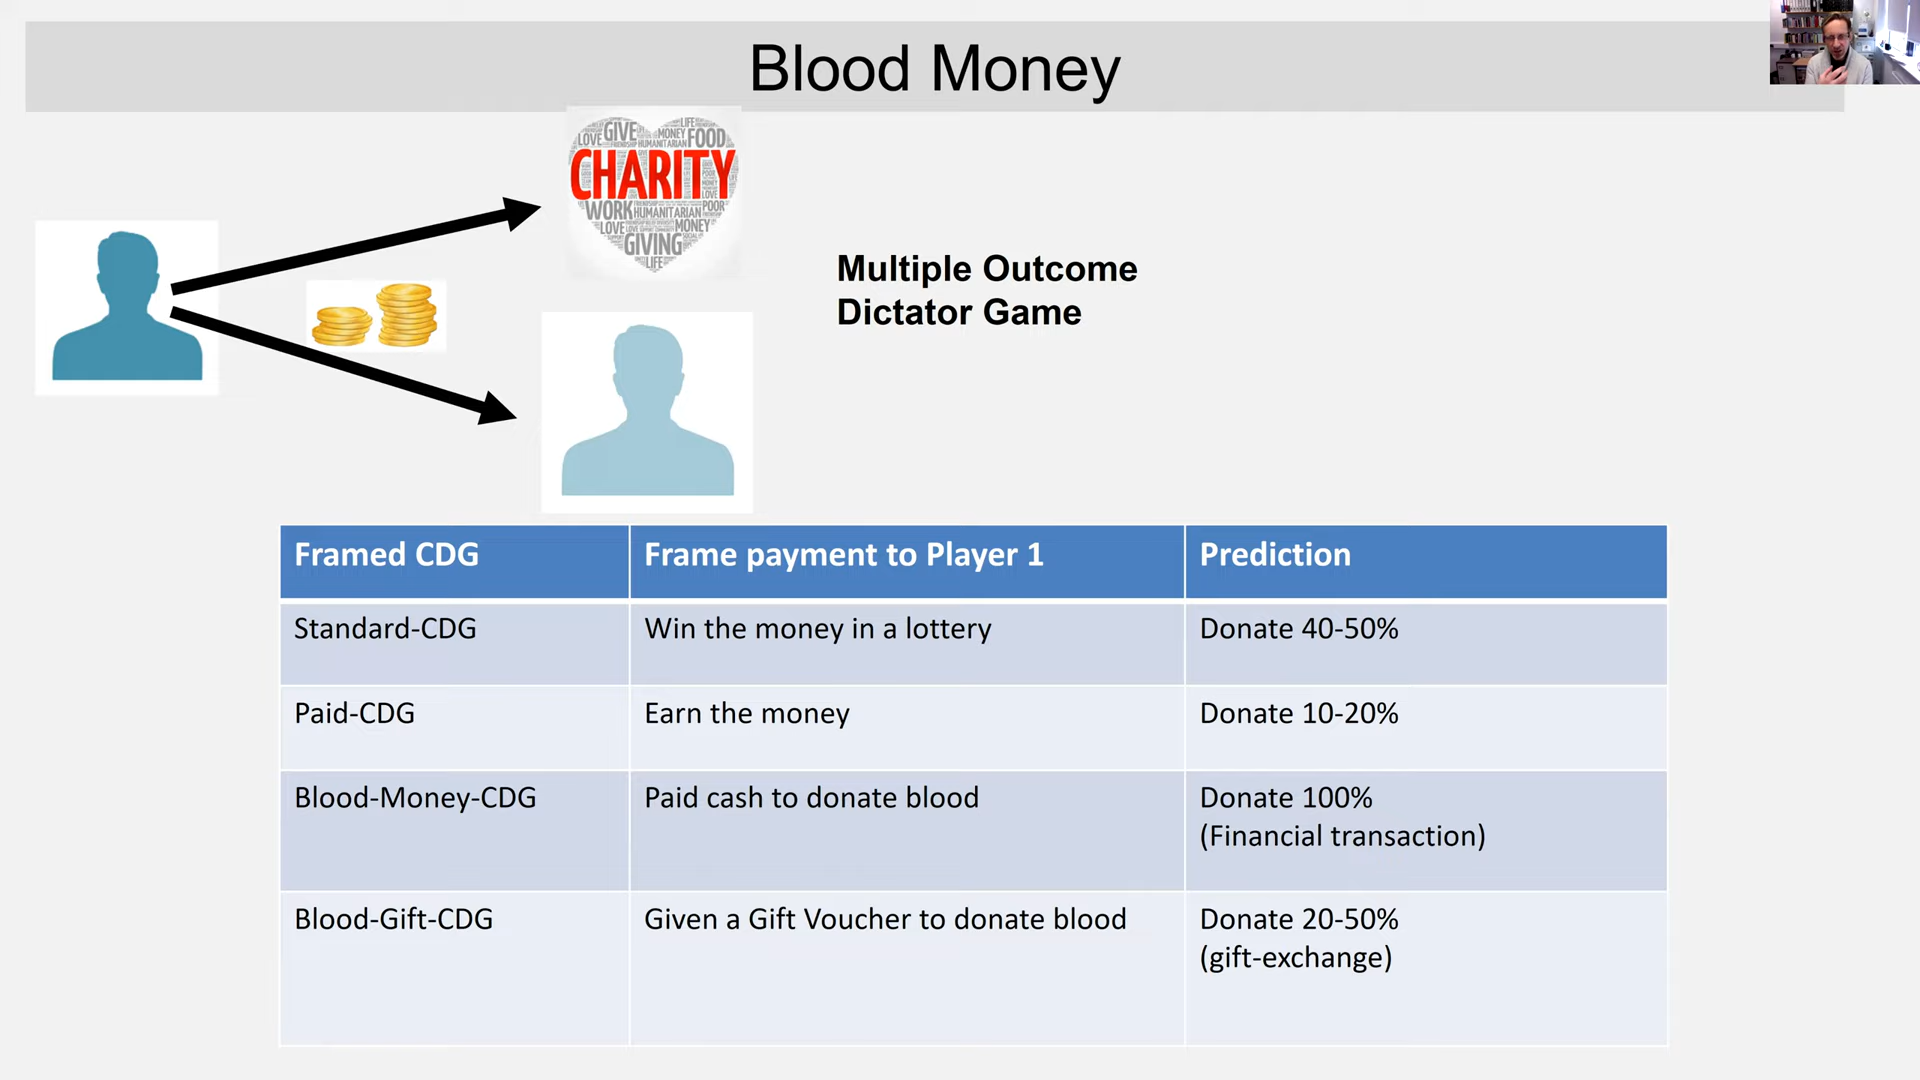 Blood Money
LIFE
GIVE
MONEY FOOD
LOVE
HUMANITARIAN
CHARITY
WORK HUMANITARIAN POOR
LOVE MONEY
GIVING
LIFE
Multiple Outcome
Dictator Game
Framed CDG Frame payment to Player 1 Prediction
Standard-CDG Win the money in a lottery Donate 40-50%
Paid-CDG Earn the money Donate 10-20%
Blood-Money-CDG Paid cash to donate blood Donate 100%
(Financial transaction)
Blood-Gift-CDG Given a Gift Voucher to donate blood Donate 20-50%
(gift-exchange)